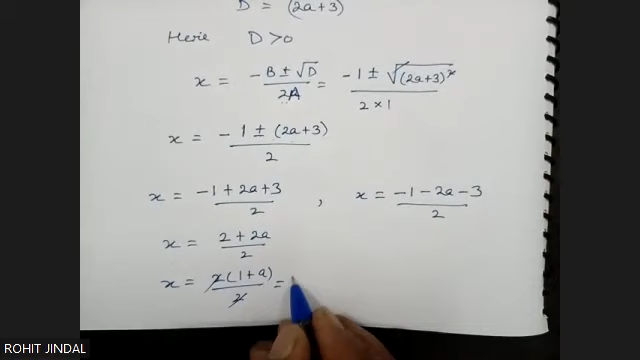 D = (2a+3)
Here D > 0
x = -B ± √D / 2A = -1 ± √(2a+3)² / 2 × 1
x = -1 ± (2a+3) / 2
x = -1 + 2a + 3 / 2 , x = -1 - 2a - 3 / 2
x = 2 + 2a / 2
x = 2(1 + a) / 2 =
ROHIT JINDAL